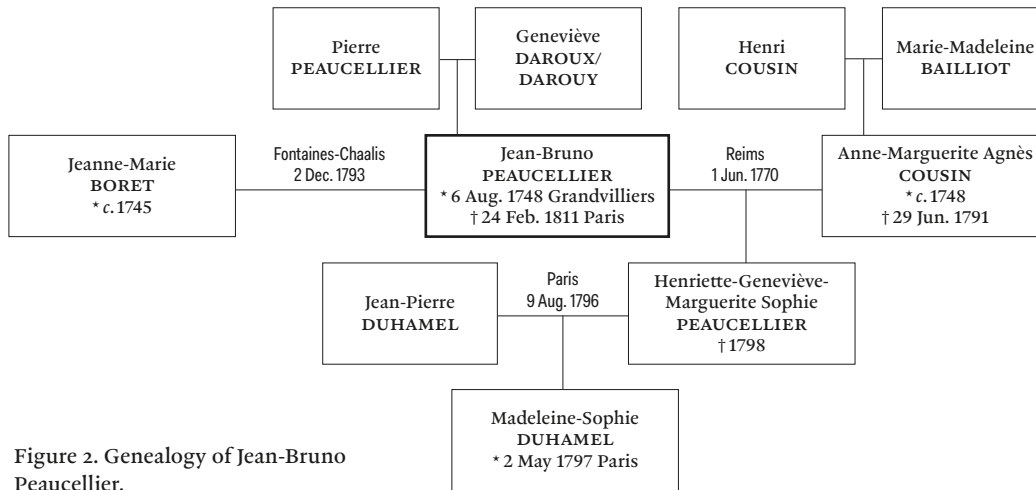 Pierre
PEAUCELLIER
Geneviève
DAROUX/
DAROUY
Henri
COUSIN
Marie-Madeleine
BAILLIOT
Jeanne-Marie
BORET
* c. 1745
Fontaines-Chaalis
2 Dec. 1793
Jean-Bruno
PEAUCELLIER
* 6 Aug. 1748 Grandvilliers
† 24 Feb. 1811 Paris
Reims
1 Jun. 1770
Anne-Marguerite Agnès
COUSIN
* c. 1748
† 29 Jun. 1791
Jean-Pierre
DUHAMEL
Paris
9 Aug. 1796
Henriette-Geneviève-
Marguerite Sophie
PEAUCELLIER
† 1798
Madeleine-Sophie
DUHAMEL
* 2 May 1797 Paris
Figure 2. Genealogy of Jean-Bruno
Peaucellier.